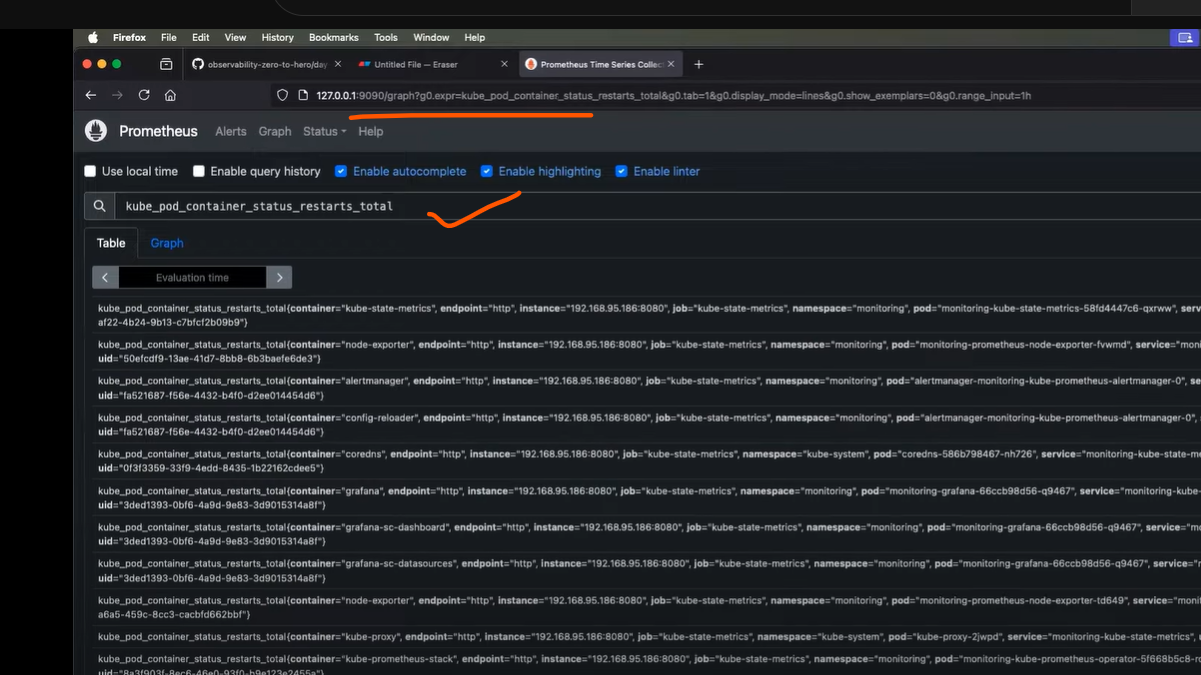 Firefox File Edit View History Bookmarks Tools Window Help
observability-zero-to-hero/day Untitled File — Eraser Prometheus Time Series Collec
127.0.0.1:9090/graph?g0.expr=kube_pod_container_status_restarts_total&g0.tab=1&g0.display_mode=lines&g0.show_exemplars=0&g0.range_input=1h
Prometheus Alerts Graph Status Help
Use local time Enable query history Enable autocomplete Enable highlighting Enable linter
kube_pod_container_status_restarts_total
Table Graph
Evaluation time
kube_pod_container_status_restarts_total{container="kube-state-metrics", endpoint="http", instance="192.168.95.186:8080", job="kube-state-metrics", namespace="monitoring", pod="monitoring-kube-state-metrics-58fd4447c6-qxrww", serv
af22-4b24-9b13-c7bfcf2b09b9"}
kube_pod_container_status_restarts_total{container="node-exporter", endpoint="http", instance="192.168.95.186:8080", job="kube-state-metrics", namespace="monitoring", pod="monitoring-prometheus-node-exporter-fvwmd", service="moni
uid="50efcdf9-13ae-41d7-8bb8-6b3baefe6de3"}
kube_pod_container_status_restarts_total{container="alertmanager", endpoint="http", instance="192.168.95.186:8080", job="kube-state-metrics", namespace="monitoring", pod="alertmanager-monitoring-kube-prometheus-alertmanager-0", se
uid="fa521687-f56e-4432-b4f0-d2ee014454d6"}
kube_pod_container_status_restarts_total{container="config-reloader", endpoint="http", instance="192.168.95.186:8080", job="kube-state-metrics", namespace="monitoring", pod="alertmanager-monitoring-kube-prometheus-alertmanager-0",
uid="fa521687-f56e-4432-b4f0-d2ee014454d6"}
kube_pod_container_status_restarts_total{container="coredns", endpoint="http", instance="192.168.95.186:8080", job="kube-state-metrics", namespace="kube-system", pod="coredns-586b798467-nh726", service="monitoring-kube-state-me
uid="0f3f3359-33f9-4edd-8435-1b22162cdee5"}
kube_pod_container_status_restarts_total{container="grafana", endpoint="http", instance="192.168.95.186:8080", job="kube-state-metrics", namespace="monitoring", pod="monitoring-grafana-66ccb98d56-q9467", service="monitoring-kube-
uid="3ded1393-0bf6-4a9d-9e83-3d9015314a8f"}
kube_pod_container_status_restarts_total{container="grafana-sc-dashboard", endpoint="http", instance="192.168.95.186:8080", job="kube-state-metrics", namespace="monitoring", pod="monitoring-grafana-66ccb98d56-q9467", service="mo
uid="3ded1393-0bf6-4a9d-9e83-3d9015314a8f"}
kube_pod_container_status_restarts_total{container="grafana-sc-datasources", endpoint="http", instance="192.168.95.186:8080", job="kube-state-metrics", namespace="monitoring", pod="monitoring-grafana-66ccb98d56-q9467", service="r
uid="3ded1393-0bf6-4a9d-9e83-3d9015314a8f"}
kube_pod_container_status_restarts_total{container="node-exporter", endpoint="http", instance="192.168.95.186:8080", job="kube-state-metrics", namespace="monitoring", pod="monitoring-prometheus-node-exporter-td649", service="moni
a6a5-459c-8cc3-cacbfd662bbf"}
kube_pod_container_status_restarts_total{container="kube-proxy", endpoint="http", instance="192.168.95.186:8080", job="kube-state-metrics", namespace="kube-system", pod="kube-proxy-2jwpd", service="monitoring-kube-state-metrics",
kube_pod_container_status_restarts_total{container="kube-prometheus-stack", endpoint="http", instance="192.168.95.186:8080", job="kube-state-metrics", namespace="monitoring", pod="monitoring-kube-prometheus-operator-5f668b5c8-rc